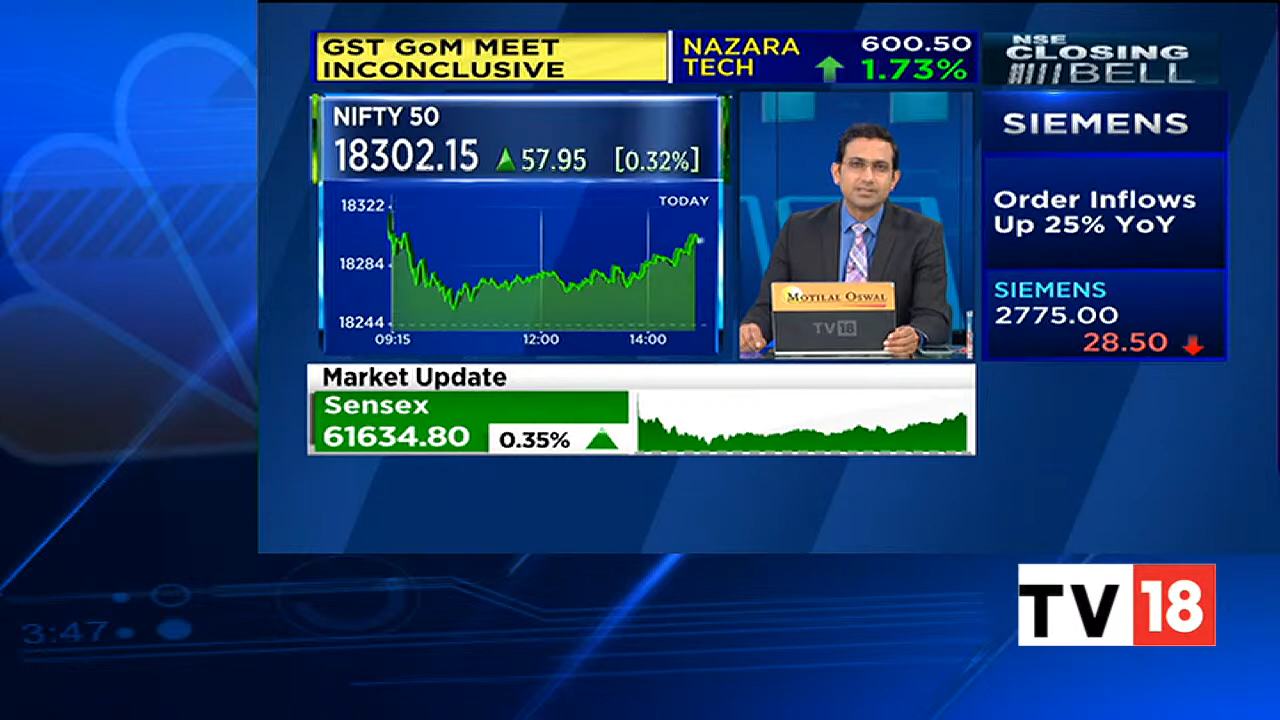 GST GoM MEET
INCONCLUSIVE
NAZARA
TECH
600.50
1.73%
NSE
CLOSING
BELL
NIFTY 50
18302.15 57.95 [0.32%]
TODAY
18322
18284
18244
09:15 12:00 14:00
MOTILAL OSWAL
TV18
SIEMENS
Order Inflows
Up 25% YoY
SIEMENS
2775.00
28.50
Market Update
Sensex
61634.80 0.35%
3:47
TV18